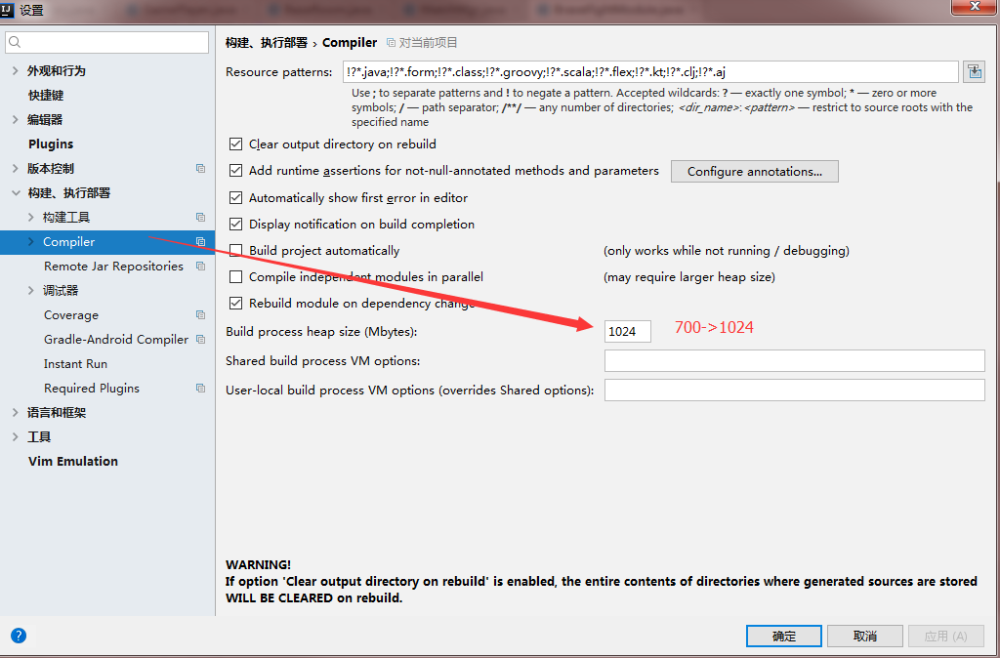 设置
构建、执行部署 › Compiler 对当前项目
外观和行为
快捷键
编辑器
Plugins
版本控制
构建、执行部署
构建工具
Compiler
Remote Jar Repositories
调试器
Coverage
Gradle-Android Compiler
Instant Run
Required Plugins
语言和框架
工具
Vim Emulation
Resource patterns: !?*.java;!?*.form;!?*.class;!?*.groovy;!?*.scala;!?*.flex;!?*.kt;!?*.clj;!?*.aj
Use ; to separate patterns and ! to negate a pattern. Accepted wildcards: ? — exactly one symbol; * — zero or more
symbols; / — path separator; /**/ — any number of directories; <dir_name>:<pattern> — restrict to source roots with the
specified name
Clear output directory on rebuild
Add runtime assertions for not-null-annotated methods and parameters Configure annotations...
Automatically show first error in editor
Display notification on build completion
Build project automatically (only works while not running / debugging)
Compile independent modules in parallel (may require larger heap size)
Rebuild module on dependency change
Build process heap size (Mbytes): 1024 700->1024
Shared build process VM options:
User-local build process VM options (overrides Shared options):
WARNING!
If option 'Clear output directory on rebuild' is enabled, the entire contents of directories where generated sources are stored
WILL BE CLEARED on rebuild.
? 确定 取消 应用 (A)